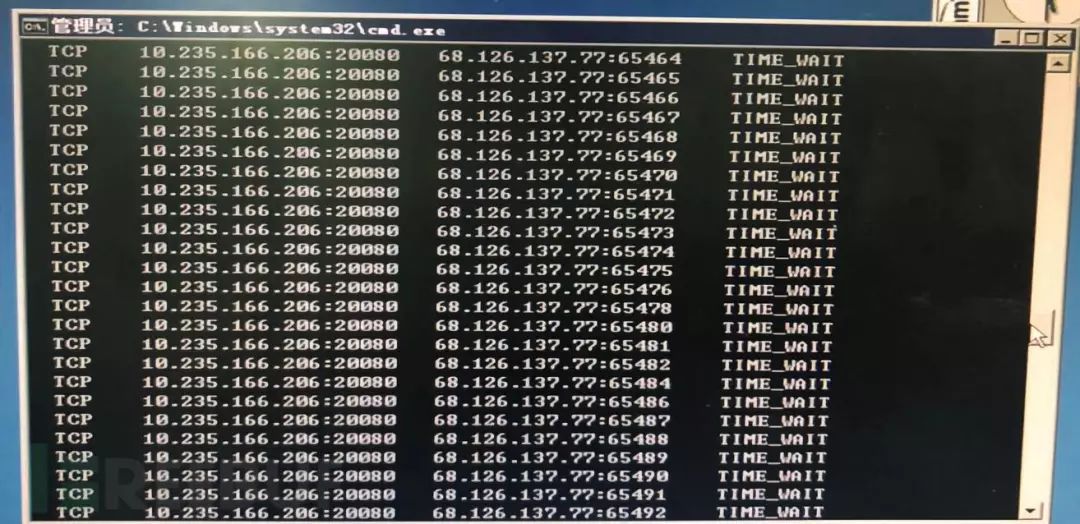 管理员: C:\Windows\system32\cmd.exe
TCP 10.235.166.206:20080 68.126.137.77:65464 TIME_WAIT
TCP 10.235.166.206:20080 68.126.137.77:65465 TIME_WAIT
TCP 10.235.166.206:20080 68.126.137.77:65466 TIME_WAIT
TCP 10.235.166.206:20080 68.126.137.77:65467 TIME_WAIT
TCP 10.235.166.206:20080 68.126.137.77:65468 TIME_WAIT
TCP 10.235.166.206:20080 68.126.137.77:65469 TIME_WAIT
TCP 10.235.166.206:20080 68.126.137.77:65470 TIME_WAIT
TCP 10.235.166.206:20080 68.126.137.77:65471 TIME_WAIT
TCP 10.235.166.206:20080 68.126.137.77:65472 TIME_WAIT
TCP 10.235.166.206:20080 68.126.137.77:65473 TIME_WAIT
TCP 10.235.166.206:20080 68.126.137.77:65474 TIME_WAIT
TCP 10.235.166.206:20080 68.126.137.77:65475 TIME_WAIT
TCP 10.235.166.206:20080 68.126.137.77:65476 TIME_WAIT
TCP 10.235.166.206:20080 68.126.137.77:65478 TIME_WAIT
TCP 10.235.166.206:20080 68.126.137.77:65480 TIME_WAIT
TCP 10.235.166.206:20080 68.126.137.77:65481 TIME_WAIT
TCP 10.235.166.206:20080 68.126.137.77:65482 TIME_WAIT
TCP 10.235.166.206:20080 68.126.137.77:65484 TIME_WAIT
TCP 10.235.166.206:20080 68.126.137.77:65486 TIME_WAIT
TCP 10.235.166.206:20080 68.126.137.77:65487 TIME_WAIT
TCP 10.235.166.206:20080 68.126.137.77:65488 TIME_WAIT
TCP 10.235.166.206:20080 68.126.137.77:65489 TIME_WAIT
TCP 10.235.166.206:20080 68.126.137.77:65490 TIME_WAIT
TCP 10.235.166.206:20080 68.126.137.77:65491 TIME_WAIT
TCP 10.235.166.206:20080 68.126.137.77:65492 TIME_WAIT